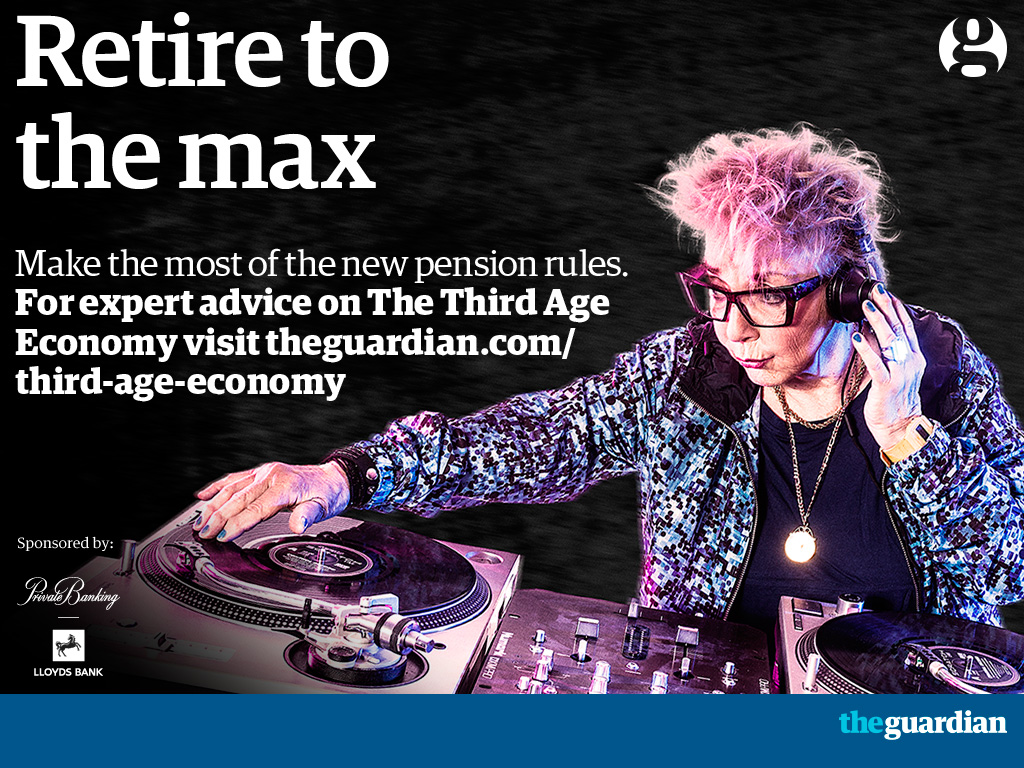 Retire to
the max
Make the most of the new pension rules.
For expert advice on The Third Age
Economy visit theguardian.com/
third-age-economy
Sponsored by:
Private Banking
LLOYDS BANK
g
theguardian